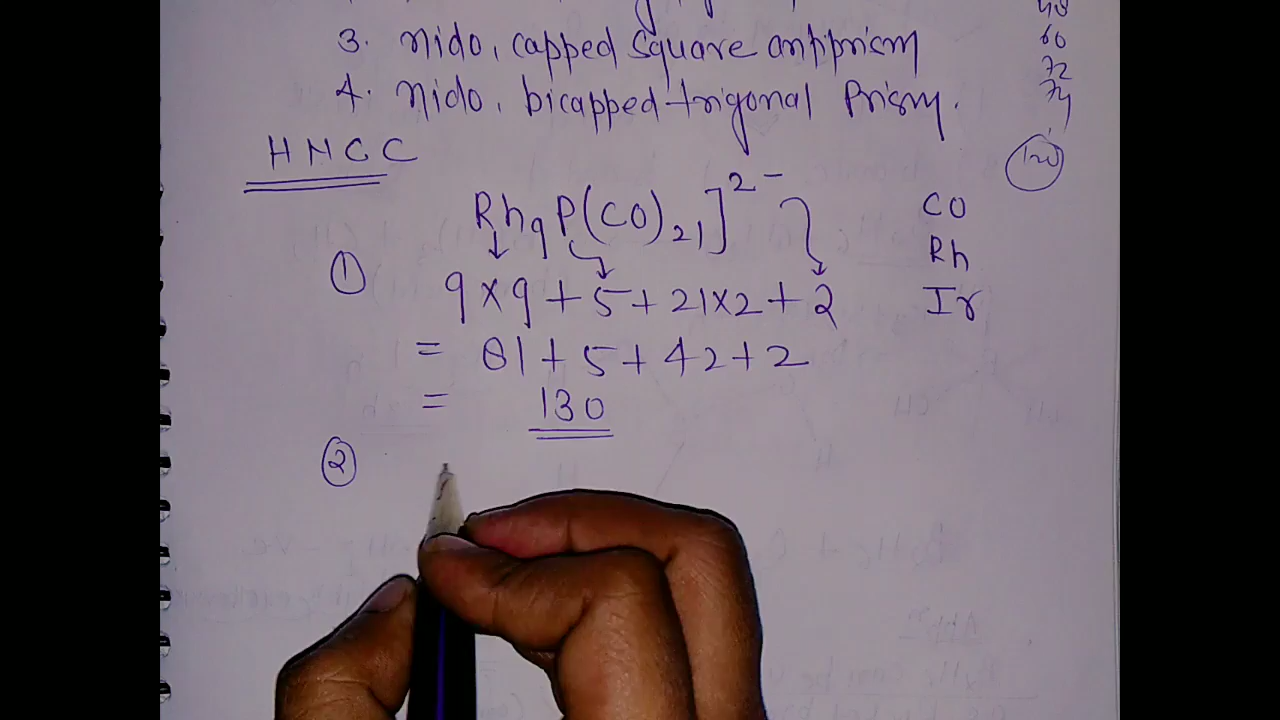 3. nido, capped square antiprism
60
72
4. nido, bicapped trigonal Prism.
74
HNCC
Rh9P(CO)21]2-
CO
Rh
① 9×9+5+21×2+2
Ir
= 81+5+42+2
= 130
②